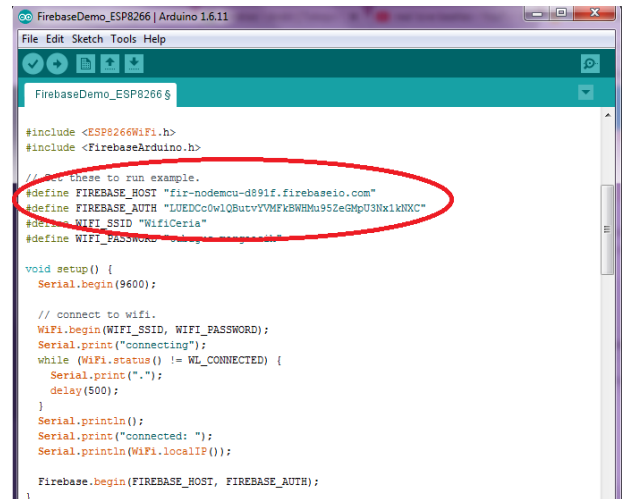 FirebaseDemo_ESP8266 | Arduino 1.6.11
File Edit Sketch Tools Help
FirebaseDemo_ESP8266 §
#include <ESP8266WiFi.h>
#include <FirebaseArduino.h>
// Set these to run example.
#define FIREBASE_HOST "fir-nodemcu-d891f.firebaseio.com"
#define FIREBASE_AUTH "LUEDCc0wlQButvYVMFkBWHMu95ZeGMpU3Nx1kNXC"
#define WIFI_SSID "WifiCeria"
#define WIFI_PASSWORD
void setup() {
Serial.begin(9600);
// connect to wifi.
WiFi.begin(WIFI_SSID, WIFI_PASSWORD);
Serial.print("connecting");
while (WiFi.status() != WL_CONNECTED) {
Serial.print(".");
delay(500);
}
Serial.println();
Serial.print("connected: ");
Serial.println(WiFi.localIP());
Firebase.begin(FIREBASE_HOST, FIREBASE_AUTH);
}